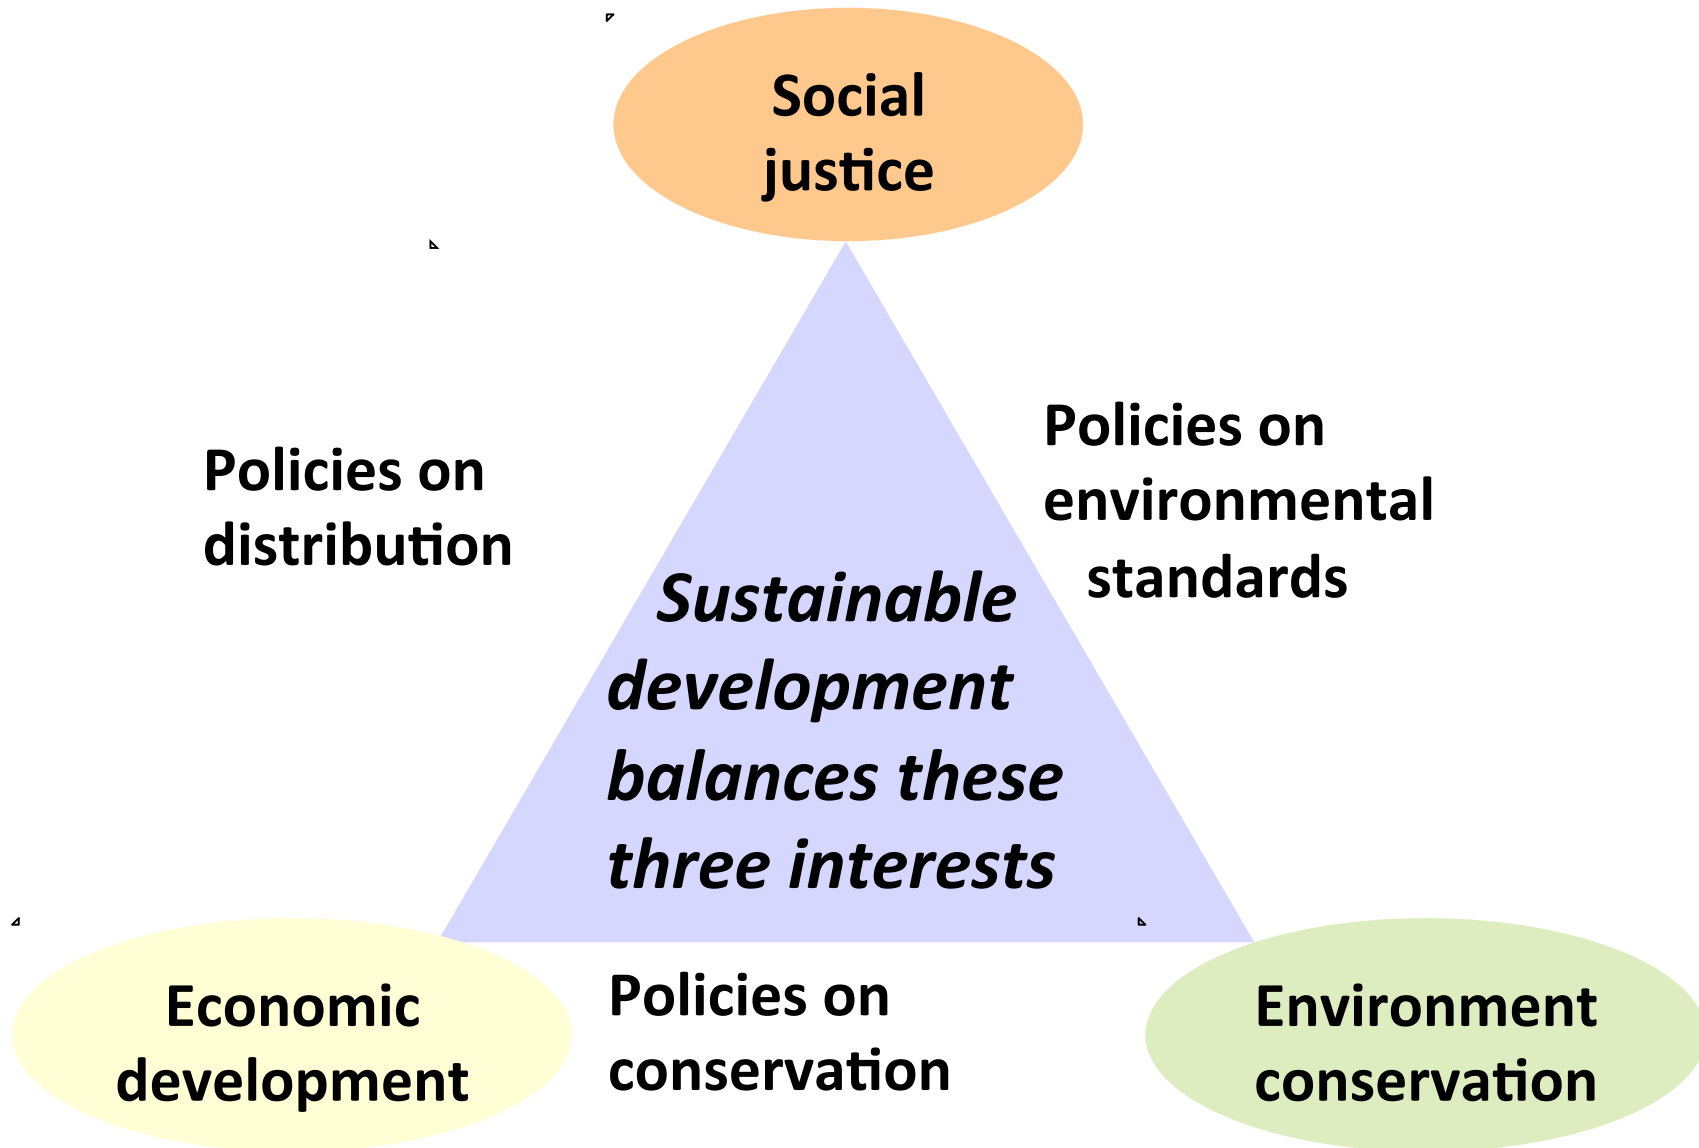 Social
justice
Policies on
distribution
Policies on
environmental
standards
Sustainable
development
balances these
three interests
Economic
development
Policies on
conservation
Environment
conservation